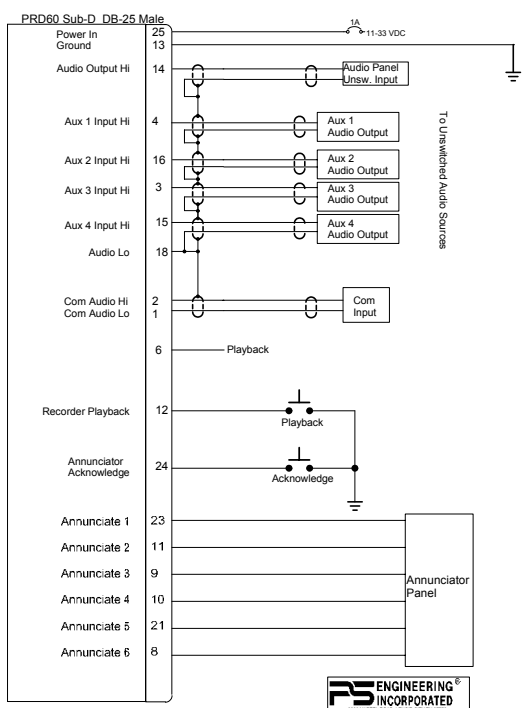 PRD60 Sub-D DB-25 Male
Power In 25 1A 11-33 VDC
Ground 13
Audio Output Hi 14 Audio Panel
Unsw. Input
Aux 1 Input Hi 4 Aux 1
Audio Output
Aux 2 Input Hi 16 Aux 2
Audio Output
Aux 3 Input Hi 3 Aux 3
Audio Output
Aux 4 Input Hi 15 Aux 4
Audio Output
Audio Lo 18
To Unswitched Audio Sources
Com Audio Hi 2 Com
Com Audio Lo 1 Input
6 Playback
Recorder Playback 12
Playback
Annunciator
Acknowledge 24
Acknowledge
Annunciate 1 23
Annunciate 2 11
Annunciate 3 9
Annunciate 4 10
Annunciate 5 21
Annunciate 6 8
Annunciator
Panel
PS ENGINEERING®
INCORPORATED